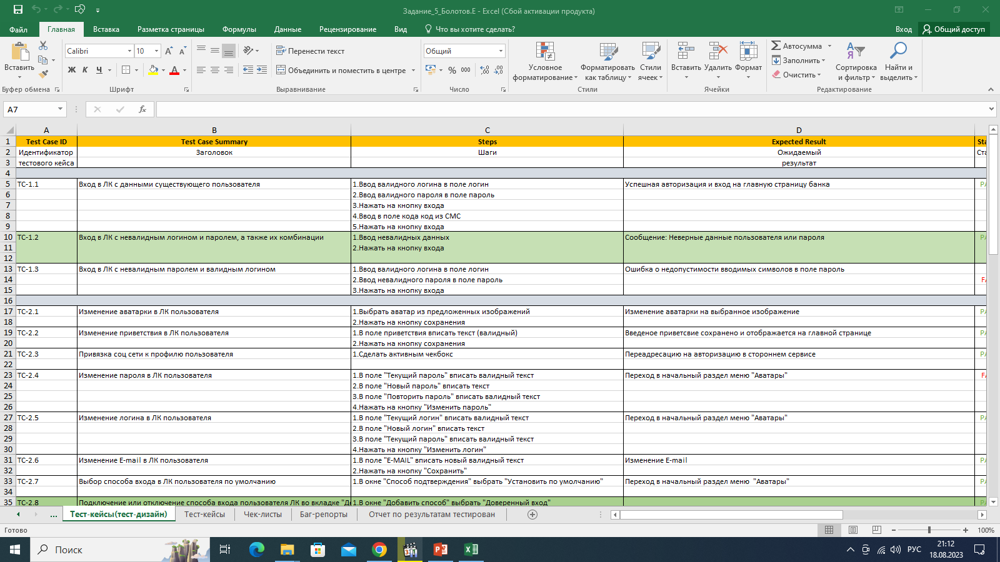 Задание_5_Болотов.Е - Excel (Сбой активации продукта)
Файл Главная Вставка Разметка страницы Формулы Данные Рецензирование Вид Что вы хотите сделать? Вход Общий доступ
Вставить
Буфер обмена
Calibri 10
Ж К Ч
Шрифт
Перенести текст
Объединить и поместить в центре
Выравнивание
Общий
% 000
Число
Условное форматирование
Форматировать как таблицу
Стили ячеек
Стили
Вставить Удалить Формат
Ячейки
Автосумма
Заполнить
Очистить
Сортировка и фильтр
Найти и выделить
Редактирование
A7 fx
A B C D
1 Test Case ID Test Case Summary Steps Expected Result Sta
2 Идентификатор Заголовок Шаги Ожидаемый Ста
3 тестового кейса результат
4
5 TC-1.1 Вход в ЛК с данными существующего пользователя 1.Ввод валидного логина в поле логин Успешная авторизация и вход на главную страницу банка PA
6 2.Ввод валидного пароля в поле пароль
7 3.Нажать на кнопку входа
8 4.Ввод в поле кода код из СМС
9 5.Нажать на кнопку входа
10 TC-1.2 Вход в ЛК с невалидным логином и паролем, а также их комбинации 1.Ввод невалидных данных Сообщение: Неверные данные пользователя или пароля PA
11 2.Нажать на кнопку входа
12
13 TC-1.3 Вход в ЛК с невалидным паролем и валидным логином 1.Ввод валидного логина в поле логин Ошибка о недопустимости вводимых символов в поле пароль
14 2.Ввод невалидного пароля в поле пароль FA
15 3.Нажать на кнопку входа
16
17 TC-2.1 Изменение аватарки в ЛК пользователя 1.Выбрать аватар из предложенных изображений Изменение аватарки на выбранное изображение PA
18 2.Нажать на кнопку сохранения
19 TC-2.2 Изменение приветствия в ЛК пользователя 1.В поле приветствия вписать текст (валидный) Введеное приветсвие сохранено и отображается на главной странице PA
20 2.Нажать на кнопку сохранения
21 TC-2.3 Привязка соц сети к профилю пользователя 1.Сделать активным чекбокс Переадресацию на авторизацию в стороннем сервисе PA
22
23 TC-2.4 Изменение пароля в ЛК пользователя 1.В поле "Текущий пароль" вписать валидный текст Переход в начальный раздел меню "Аватары" FA
24 2.В поле "Новый пароль" вписать текст
25 3.В поле "Повторить пароль" вписать валидный текст
26 4.Нажать на кнопку "Изменить пароль"
27 TC-2.5 Изменение логина в ЛК пользователя 1.В поле "Текущий логин" вписать валидный текст Переход в начальный раздел меню "Аватары" PA
28 2.В поле "Новый логин" вписать текст
29 3.В поле "Текущий пароль" вписать валидный текст
30 4.Нажать на кнопку "Изменить логин"
31 TC-2.6 Изменение E-mail в ЛК пользователя 1.В поле "E-MAIL" вписать новый валидный текст Изменение E-mail PA
32 2.Нажать на кнопку "Сохранить"
33 TC-2.7 Выбор способа входа в ЛК пользователя по умолчанию 1.В окне "Способ подтверждения" выбрать "Установить по умолчанию" Переход в начальный раздел меню "Аватары" PA
34
35 TC-2.8 Подключение или отключение способа входа пользователя ЛК во вкладке "Д 1.В окне "Добавить способ" выбрать "Доверенный вход" PA
... Тест-кейсы(тест-дизайн) Тест-кейсы Чек-листы Баг-репорты Отчет по результатам тестирован
Готово 100%
Поиск РУС 21:12
18.08.2023